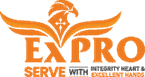 EXPRO
SERVE WITH INTEGRITY HEART &
EXCELLENT HANDS